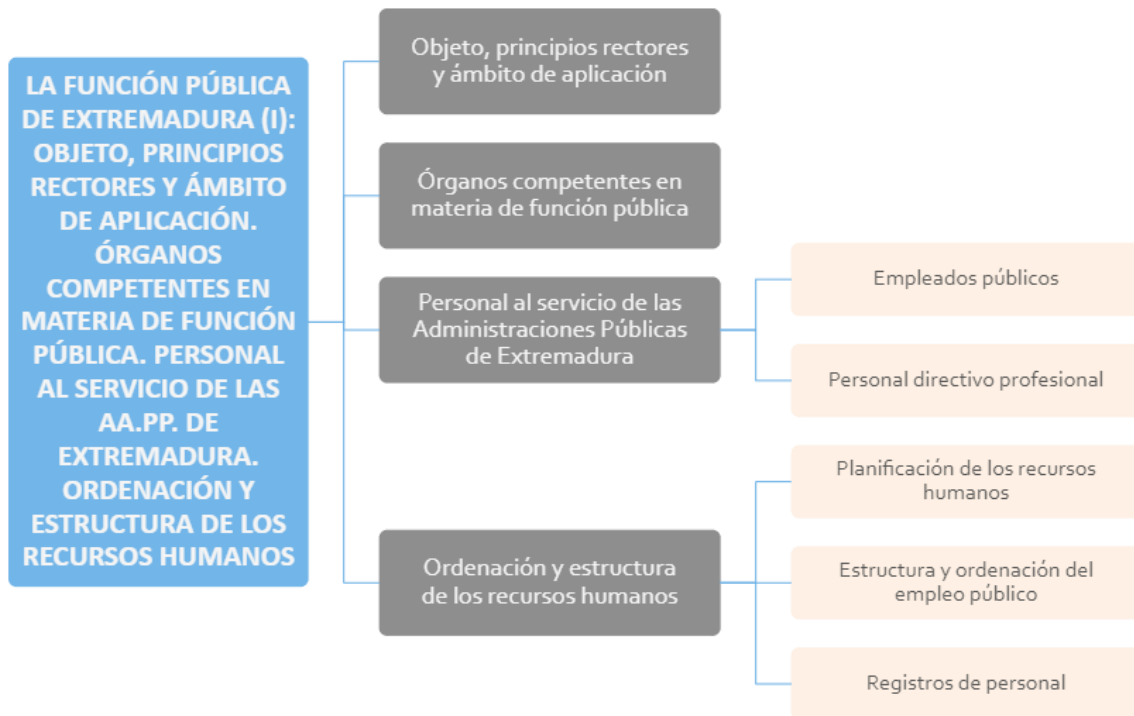 LA FUNCIÓN PÚBLICA
DE EXTREMADURA (I):
OBJETO, PRINCIPIOS
RECTORES Y ÁMBITO
DE APLICACIÓN.
ÓRGANOS
COMPETENTES EN
MATERIA DE FUNCIÓN
PÚBLICA. PERSONAL
AL SERVICIO DE LAS
AA.PP. DE
EXTREMADURA.
ORDENACIÓN Y
ESTRUCTURA DE LOS
RECURSOS HUMANOS
Objeto, principios rectores
y ámbito de aplicación
Órganos competentes en
materia de función pública
Personal al servicio de las
Administraciones Públicas
de Extremadura
Empleados públicos
Personal directivo profesional
Ordenación y estructura
de los recursos humanos
Planificación de los recursos
humanos
Estructura y ordenación del
empleo público
Registros de personal